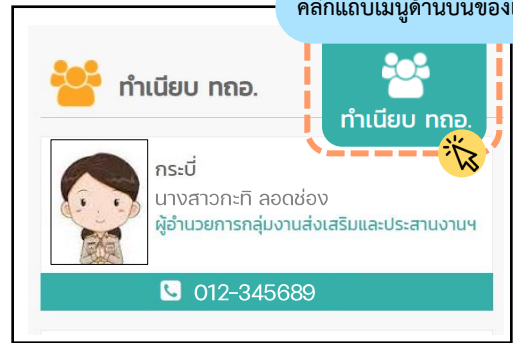 คลิกแถบเมนูด้านบนของ
ทำเนียบ ทถอ.
ทำเนียบ ทถอ.
กระบี่
นางสาวกะทิ ลอดช่อง
ผู้อำนวยการกลุ่มงานส่งเสริมและประสานงานฯ
012-345689